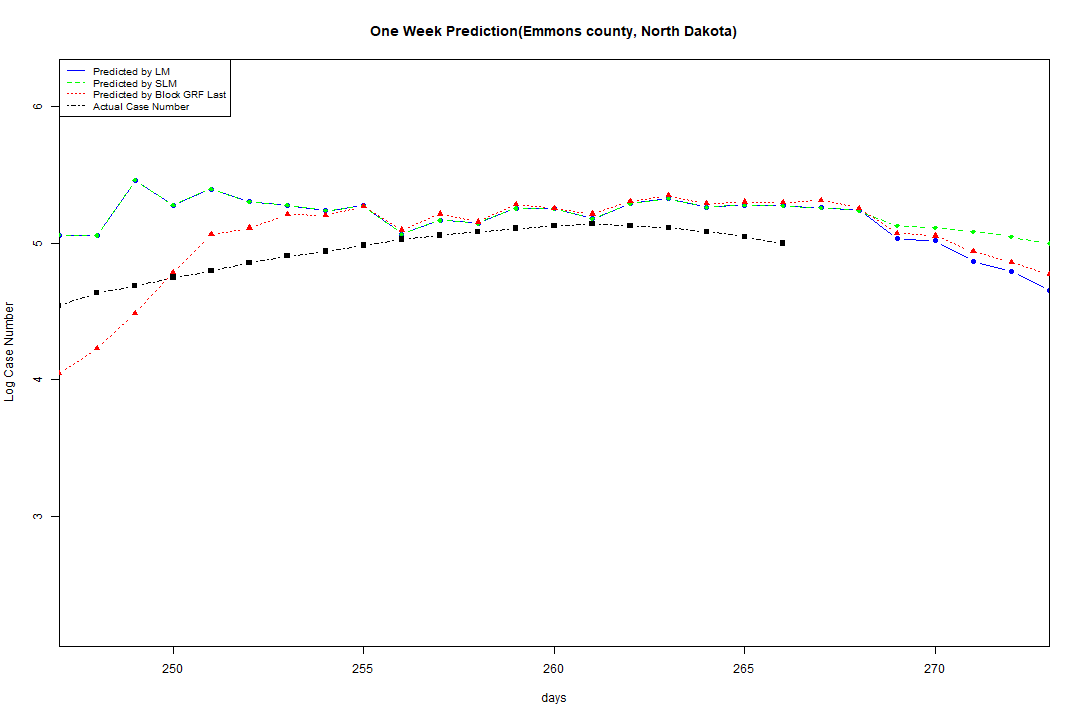 One Week Prediction(Emmons county, North Dakota)
Predicted by LM
Predicted by SLM
Predicted by Block GRF Last
Actual Case Number
6
5
4
3
Log Case Number
250 255 260 265 270
days